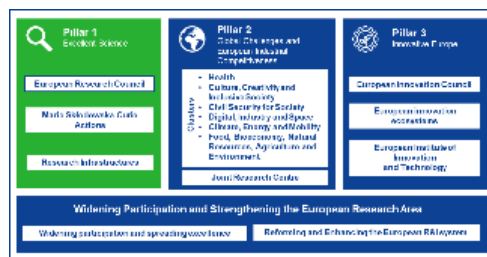 Pillar 1
Excellent Science
European Research Council
Marie Skłodowska-Curie
Actions
Research Infrastructures
Pillar 2
Global Challenges and
European Industrial
Competitiveness
Clusters
• Health
• Culture, Creativity and
Inclusive Society
• Civil Security for Society
• Digital, Industry and Space
• Climate, Energy and Mobility
• Food, Bioeconomy, Natural
Resources, Agriculture and
Environment
Joint Research Centre
Pillar 3
Innovative Europe
European Innovation Council
European innovation
ecosystems
European Institute of
Innovation
and Technology
Widening Participation and Strengthening the European Research Area
Widening participation and spreading excellence
Reforming and Enhancing the European R&I system